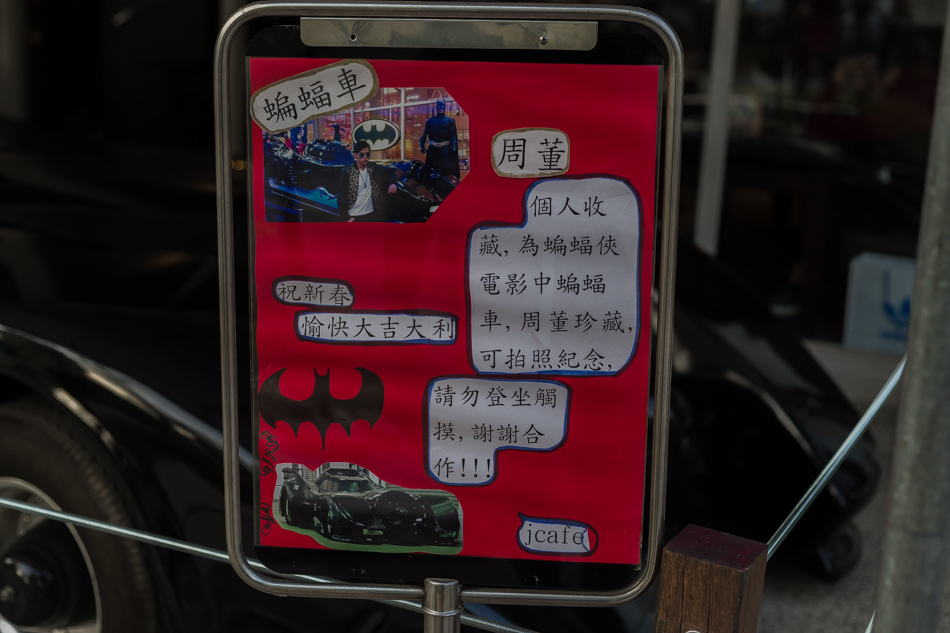 蝙蝠車
周董
個人收
藏,為蝙蝠俠
電影中蝙蝠
車,周董珍藏,
可拍照紀念,
祝新春
愉快大吉大利
請勿登坐觸
摸,謝謝合
作!!!
jcafe